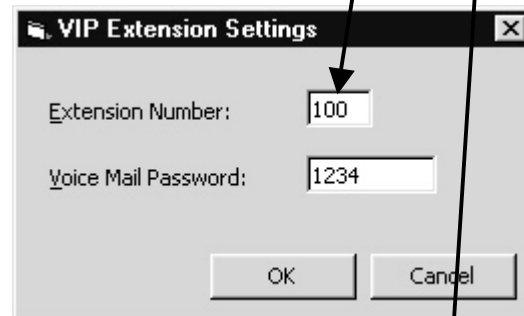 VIP Extension Settings
Extension Number: 100
Voice Mail Password: 1234
OK Cancel